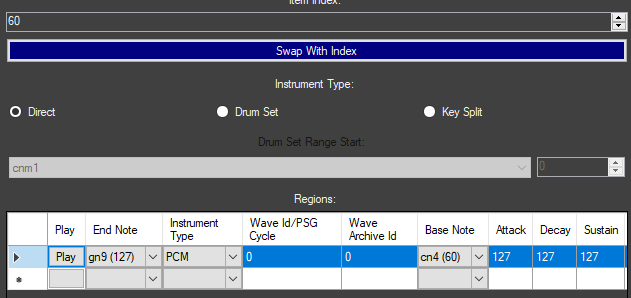 Item Index:
60
Swap With Index
Instrument Type:
Direct Drum Set Key Split
Drum Set Range Start:
cnm1 0
Regions:
Play End Note Instrument Type Wave Id/PSG Cycle Wave Archive Id Base Note Attack Decay Sustain
Play gn9 (127) PCM 0 0 cn4 (60) 127 127 127